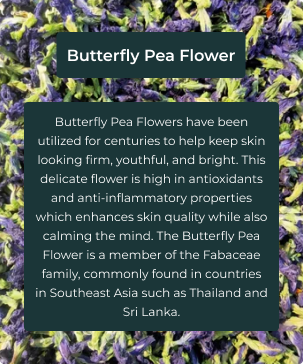 Butterfly Pea Flower
Butterfly Pea Flowers have been
utilized for centuries to help keep skin
looking firm, youthful, and bright. This
delicate flower is high in antioxidants
and anti-inflammatory properties
which enhances skin quality while also
calming the mind. The Butterfly Pea
Flower is a member of the Fabaceae
family, commonly found in countries
in Southeast Asia such as Thailand and
Sri Lanka.